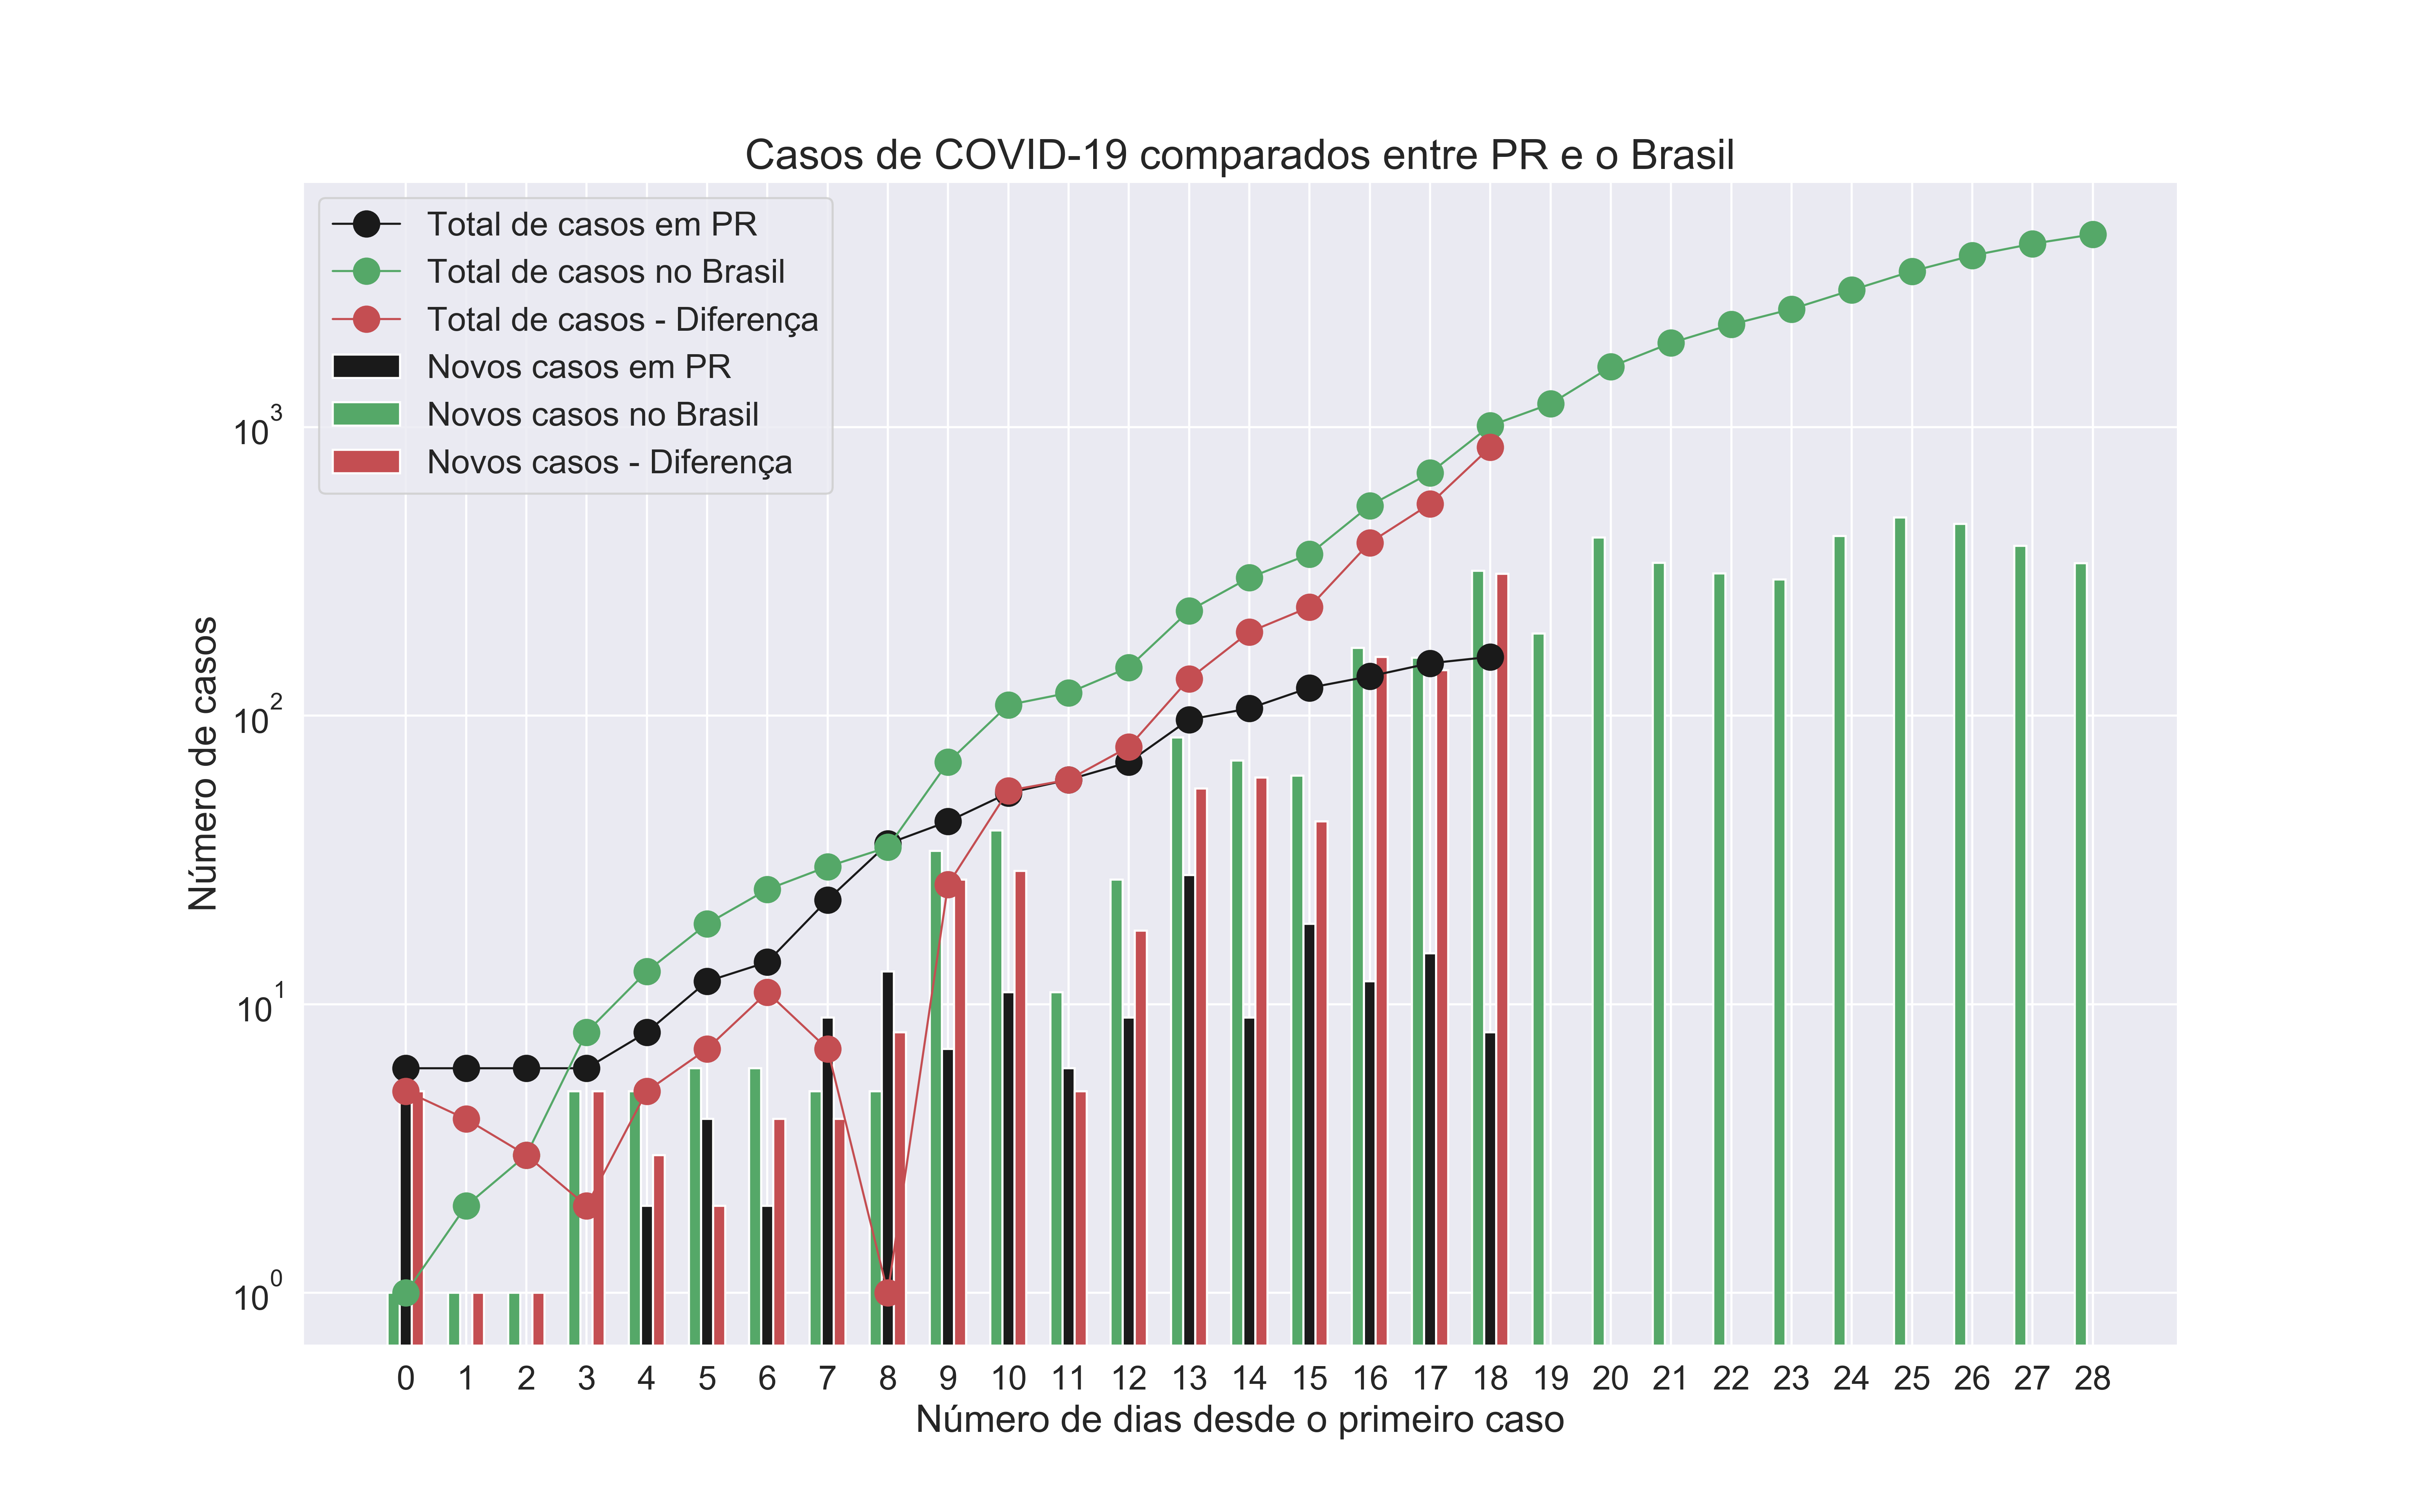 Casos de COVID-19 comparados entre PR e o Brasil
Total de casos em PR
Total de casos no Brasil
Total de casos - Diferença
Novos casos em PR
Novos casos no Brasil
Novos casos - Diferença
10³
10²
10¹
10⁰
Número de casos
0 1 2 3 4 5 6 7 8 9 10 11 12 13 14 15 16 17 18 19 20 21 22 23 24 25 26 27 28
Número de dias desde o primeiro caso